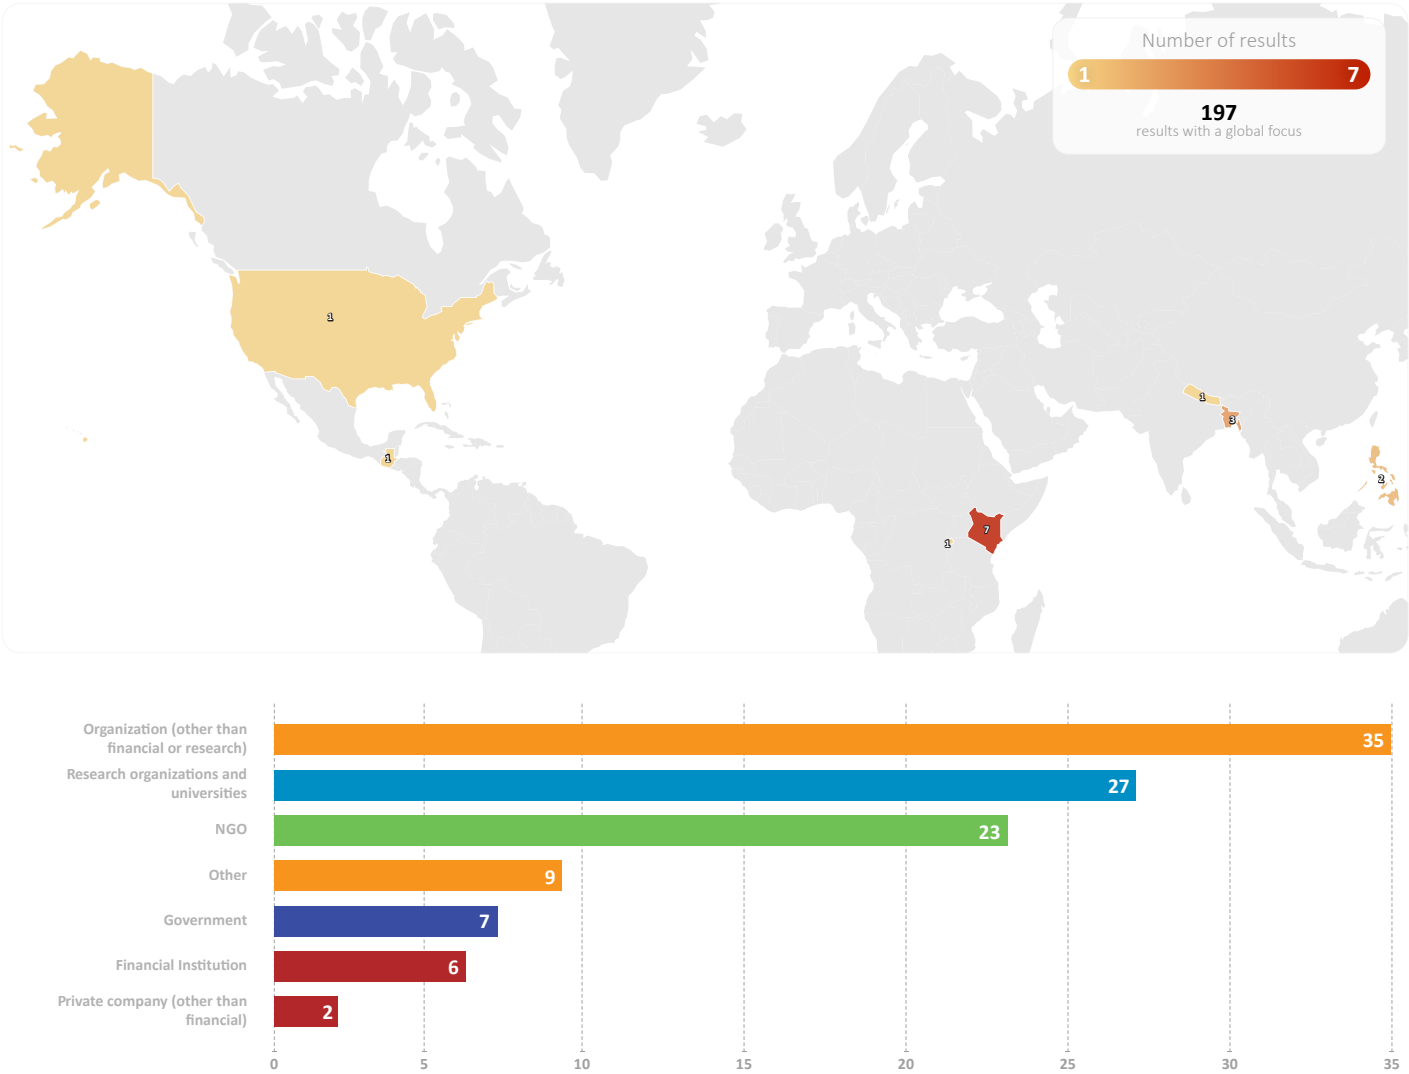 Number of results
1 7
197
results with a global focus
1
1
1
3
2
7
1
Organization (other than
financial or research)
35
Research organizations and
universities
27
NGO
23
Other
9
Government
7
Financial Institution
6
Private company (other than
financial)
2
0 5 10 15 20 25 30 35